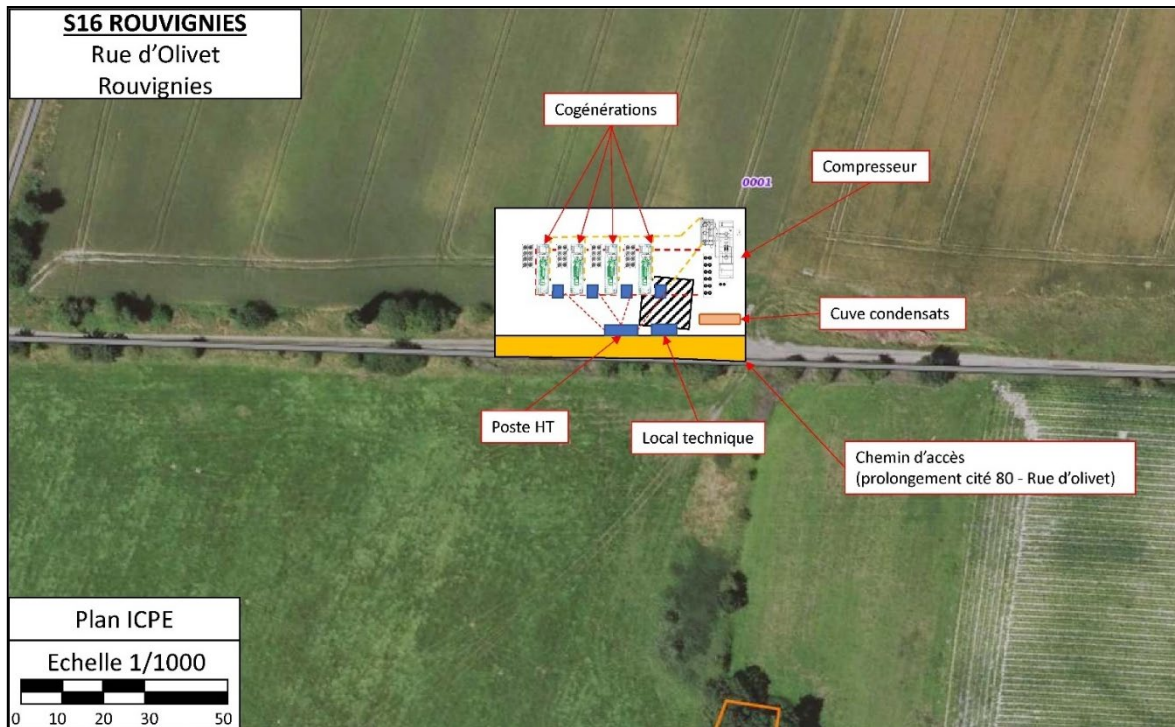 S16 ROUVIGNIES
Rue d’Olivet
Rouvignies
Cogénérations
Compresseur
0001
Cuve condensats
Poste HT
Local technique
Chemin d’accès
(prolongement cité 80 - Rue d’olivet)
Plan ICPE
Echelle 1/1000
0 10 20 30 50